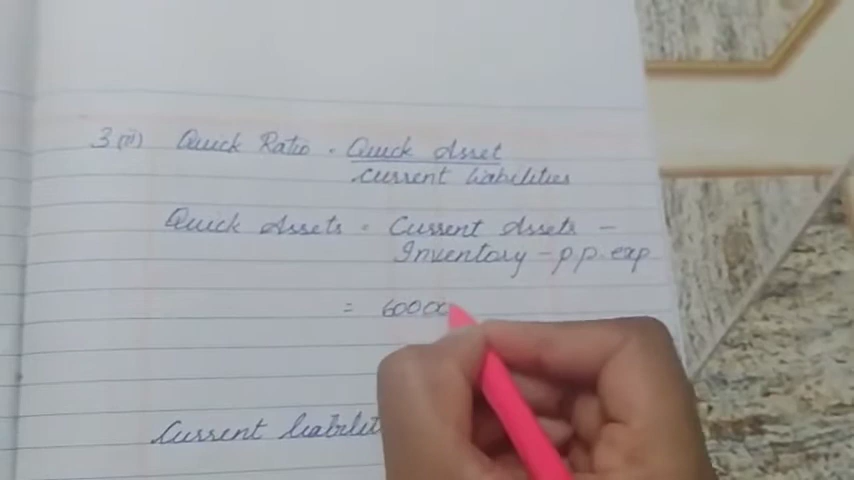 3(ii) Quick Ratio = Quick Asset
Current Liabilities
Quick Assets = Current Assets -
Inventory - p.p. exp
= 6000
Current Liabilit